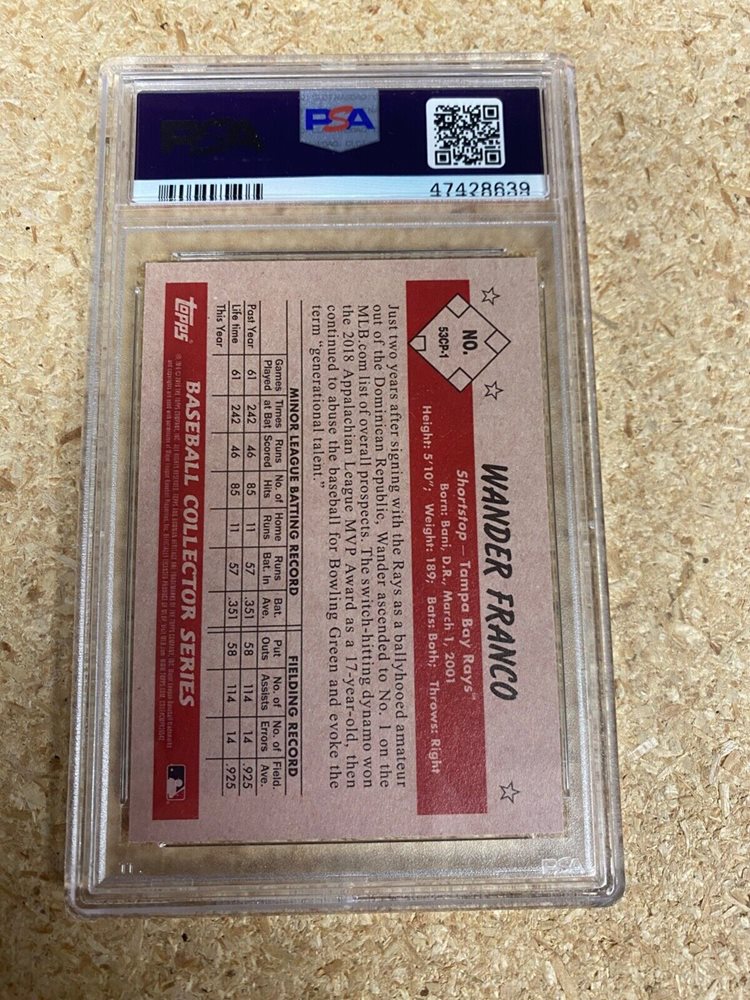 PSA
47428639
NO.
53CP-1
WANDER FRANCO
Shortstop — Tampa Bay Rays™
Born: Bani, D.R., March 1, 2001
Height: 5'10"; Weight: 189; Bats: Both; Throws: Right
Just two years after signing with the Rays as a ballyhooed amateur
out of the Dominican Republic, Wander ascended to No. 1 on the
MLB.com list of overall prospects. The switch-hitting dynamo won
the 2018 Appalachian League MVP Award as a 17-year-old, then
continued to abuse the baseball for Bowling Green and evoke the
term "generational talent."
MINOR LEAGUE BATTING RECORD FIELDING RECORD
Games Times Runs No. of Home Runs Bat. Put No. of No. of Field.
Played at Bat Scored Hits Runs Bat. In Ave. Outs Assists Errors Ave.
Past Year 61 242 46 85 11 57 .351 58 114 14 .925
Life time 61 242 46 85 11 57 .351 58 114 14 .925
This Year
topps
BASEBALL COLLECTOR SERIES
PSA